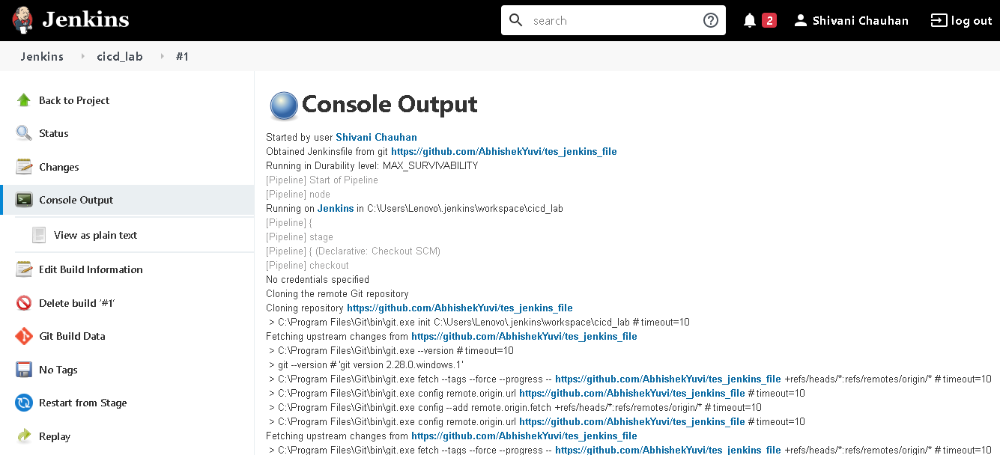 Jenkins
search
2
Shivani Chauhan
log out
Jenkins
cicd_lab
#1
Back to Project
Status
Changes
Console Output
View as plain text
Edit Build Information
Delete build ‘#1’
Git Build Data
No Tags
Restart from Stage
Replay
Console Output
Started by user Shivani Chauhan
Obtained Jenkinsfile from git https://github.com/AbhishekYuvi/tes_jenkins_file
Running in Durability level: MAX_SURVIVABILITY
[Pipeline] Start of Pipeline
[Pipeline] node
Running on Jenkins in C:\Users\Lenovo\.jenkins\workspace\cicd_lab
[Pipeline] {
[Pipeline] stage
[Pipeline] { (Declarative: Checkout SCM)
[Pipeline] checkout
No credentials specified
Cloning the remote Git repository
Cloning repository https://github.com/AbhishekYuvi/tes_jenkins_file
> C:\Program Files\Git\bin\git.exe init C:\Users\Lenovo\.jenkins\workspace\cicd_lab # timeout=10
Fetching upstream changes from https://github.com/AbhishekYuvi/tes_jenkins_file
> C:\Program Files\Git\bin\git.exe --version # timeout=10
> git --version # 'git version 2.28.0.windows.1'
> C:\Program Files\Git\bin\git.exe fetch --tags --force --progress -- https://github.com/AbhishekYuvi/tes_jenkins_file +refs/heads/*:refs/remotes/origin/* # timeout=10
> C:\Program Files\Git\bin\git.exe config remote.origin.url https://github.com/AbhishekYuvi/tes_jenkins_file # timeout=10
> C:\Program Files\Git\bin\git.exe config --add remote.origin.fetch +refs/heads/*:refs/remotes/origin/* # timeout=10
> C:\Program Files\Git\bin\git.exe config remote.origin.url https://github.com/AbhishekYuvi/tes_jenkins_file # timeout=10
Fetching upstream changes from https://github.com/AbhishekYuvi/tes_jenkins_file
> C:\Program Files\Git\bin\git.exe fetch --tags --force --progress -- https://github.com/AbhishekYuvi/tes_jenkins_file +refs/heads/*:refs/remotes/origin/* # timeout=10